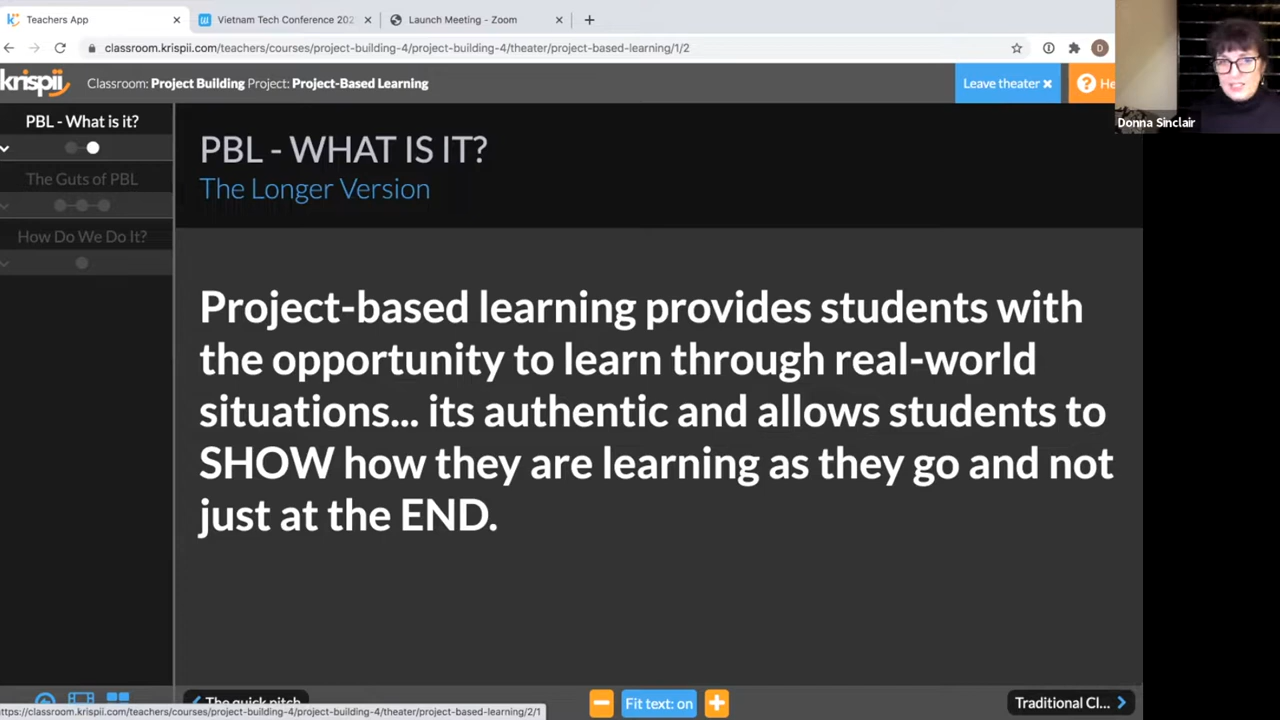 Teachers App
Vietnam Tech Conference 202
Launch Meeting - Zoom
classroom.krispii.com/teachers/courses/project-building-4/project-building-4/theater/project-based-learning/1/2
D
krispii
Classroom: Project Building Project: Project-Based Learning
Leave theater ×
? He
Donna Sinclair
PBL - What is it?
The Guts of PBL
How Do We Do It?
PBL - WHAT IS IT?
The Longer Version
Project-based learning provides students with
the opportunity to learn through real-world
situations... its authentic and allows students to
SHOW how they are learning as they go and not
just at the END.
The quick pitch
Fit text: on
Traditional Cl...
https://classroom.krispii.com/teachers/courses/project-building-4/project-building-4/theater/project-based-learning/2/1